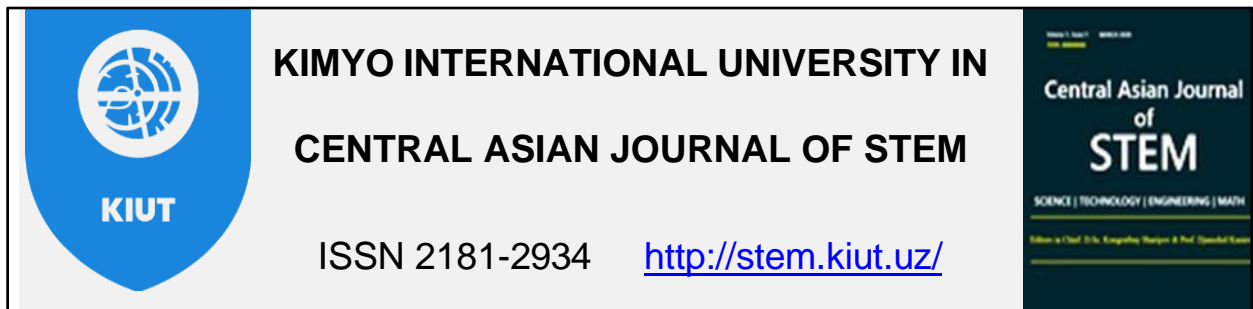 KIUT
KIMYO INTERNATIONAL UNIVERSITY IN
CENTRAL ASIAN JOURNAL OF STEM
ISSN 2181-2934 http://stem.kiut.uz/
Central Asian Journal
of
STEM
SCIENCE | TECHNOLOGY | ENGINEERING | MATH